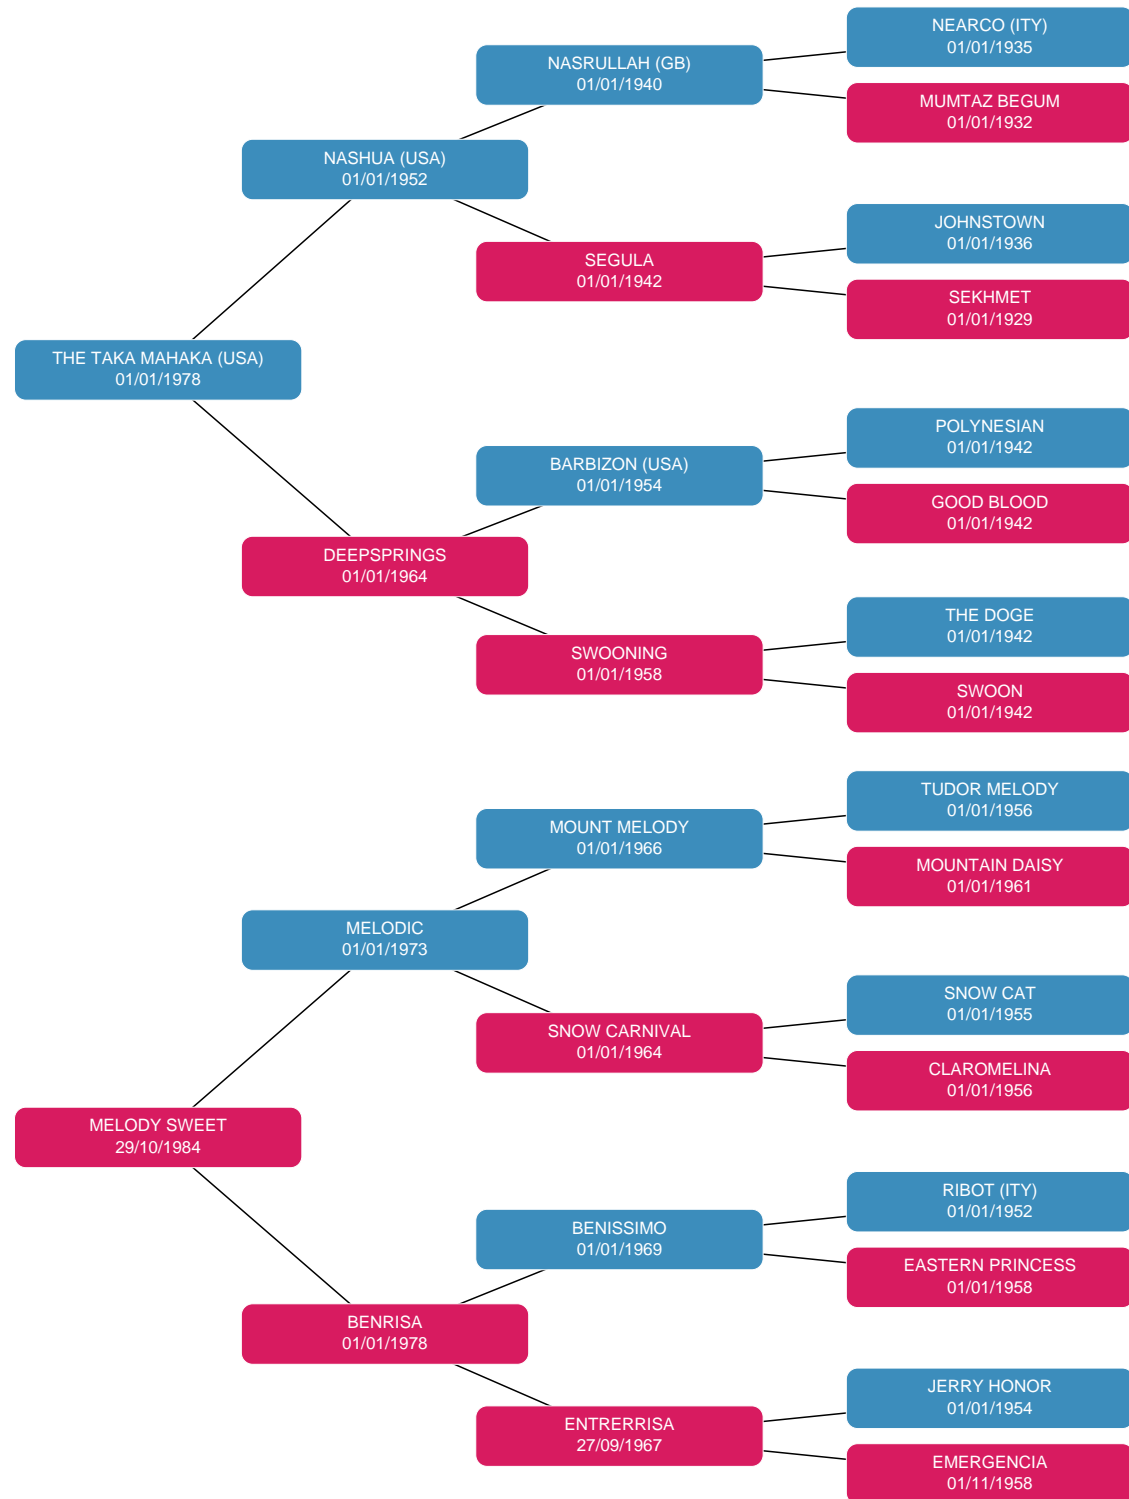 NEARCO (ITY)
01/01/1935
NASRULLAH (GB)
01/01/1940
MUMTAZ BEGUM
01/01/1932
NASHUA (USA)
01/01/1952
JOHNSTOWN
01/01/1936
SEGULA
01/01/1942
SEKHMET
01/01/1929
THE TAKA MAHAKA (USA)
01/01/1978
POLYNESIAN
01/01/1942
BARBIZON (USA)
01/01/1954
GOOD BLOOD
01/01/1942
DEEPSPRINGS
01/01/1964
THE DOGE
01/01/1942
SWOONING
01/01/1958
SWOON
01/01/1942
TUDOR MELODY
01/01/1956
MOUNT MELODY
01/01/1966
MOUNTAIN DAISY
01/01/1961
MELODIC
01/01/1973
SNOW CAT
01/01/1955
SNOW CARNIVAL
01/01/1964
CLAROMELINA
01/01/1956
MELODY SWEET
29/10/1984
RIBOT (ITY)
01/01/1952
BENISSIMO
01/01/1969
EASTERN PRINCESS
01/01/1958
BENRISA
01/01/1978
JERRY HONOR
01/01/1954
ENTRERRISA
27/09/1967
EMERGENCIA
01/11/1958